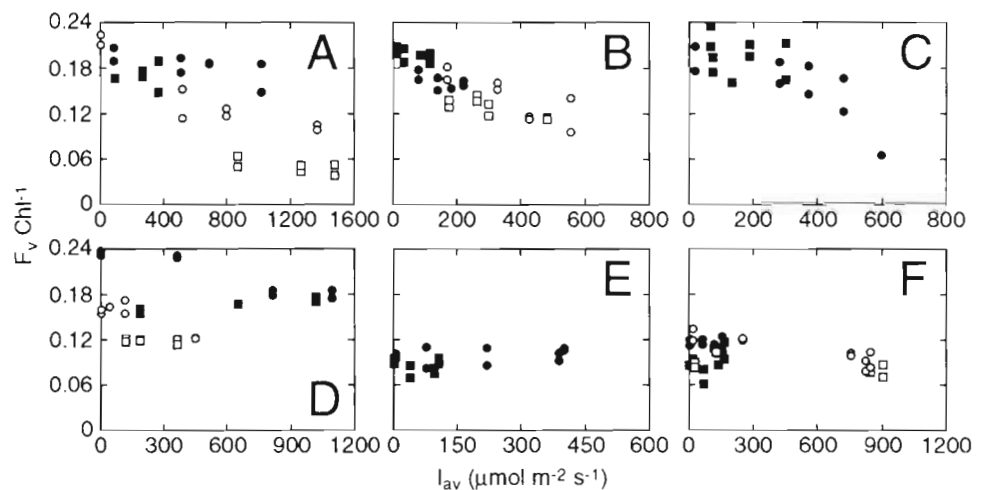 0.24
0.18
0.12
0.06
0
A
B
C
0 400 800 1200 1600
0 200 400 600 800
0 200 400 600 800
F_v Chl⁻¹
0.24
0.18
0.12
0.06
0
D
E
F
0 300 600 900 1200
0 150 300 450 600
0 300 600 900 1200
I_av (μmol m⁻² s⁻¹)